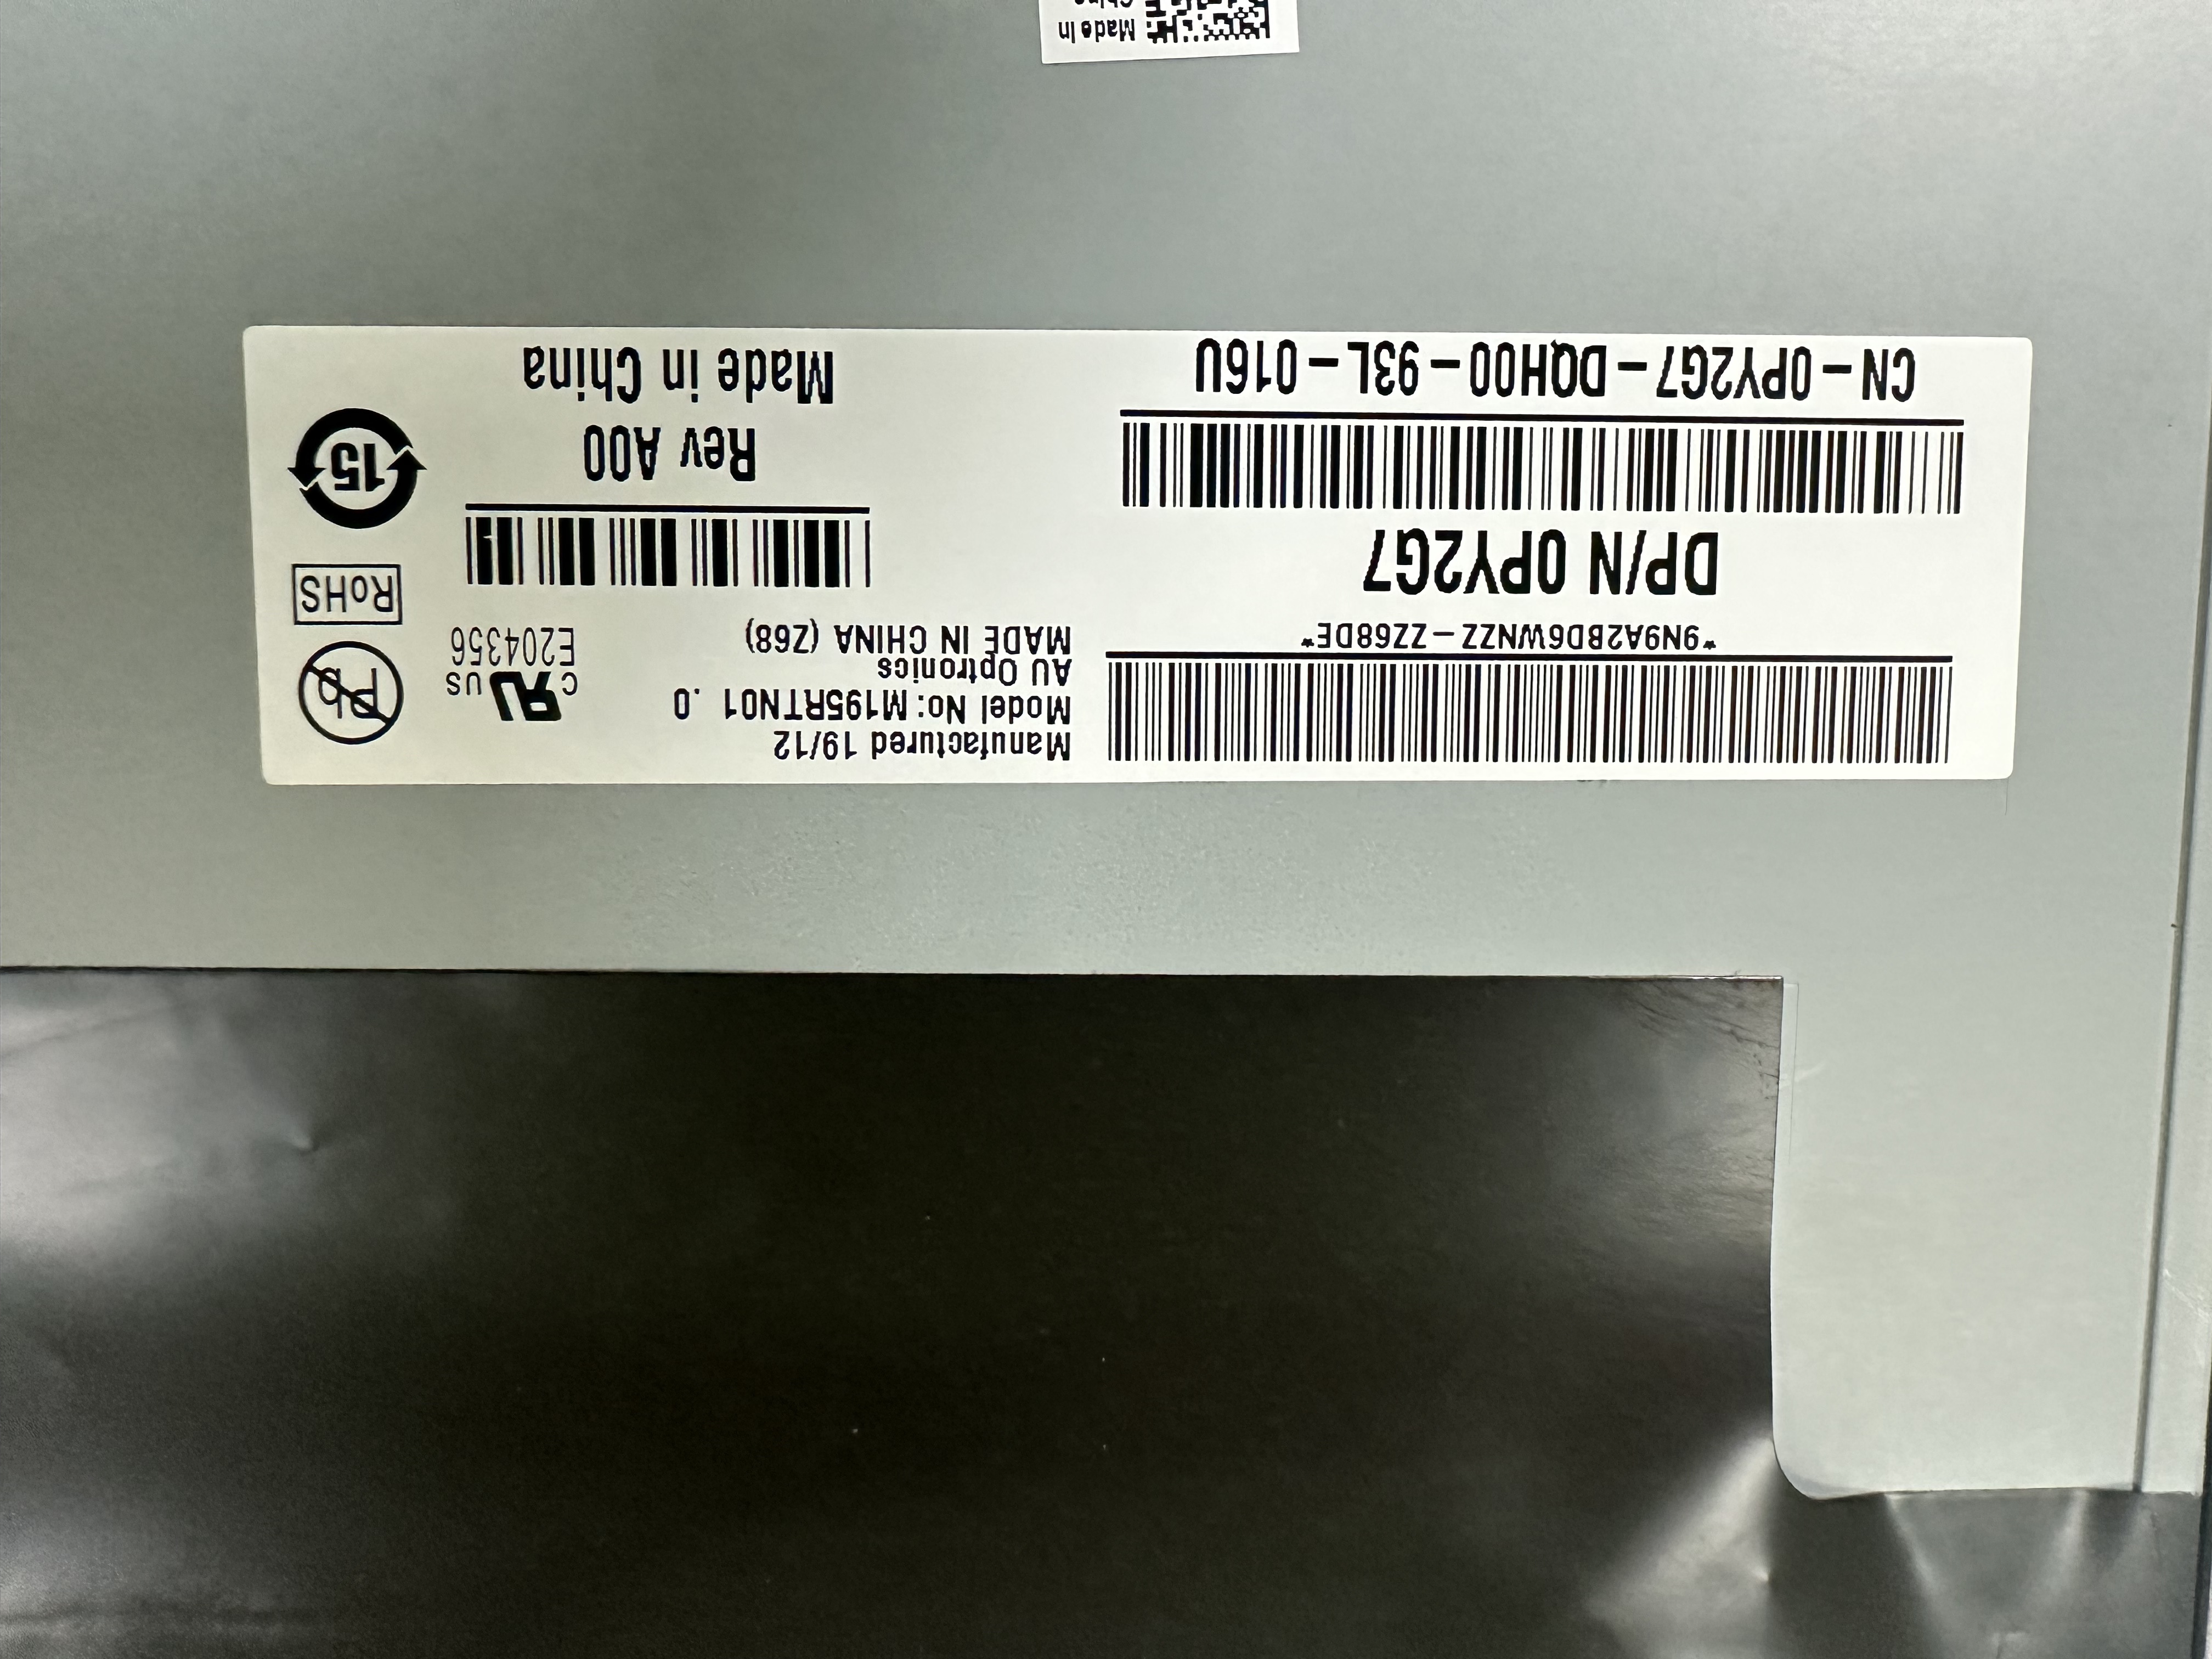 *9N9A2BD6WNZZ-ZZ68DE*
DP/N 0PY2G7
CN-0PY2G7-DQH00-93L-016U
Manufactured 19/12
Model No: M195RTN01 .0
AU Optronics
MADE IN CHINA (Z68)
C US
E204356
Rev A00
Made in China
Pb
RoHS
15
Made in
China